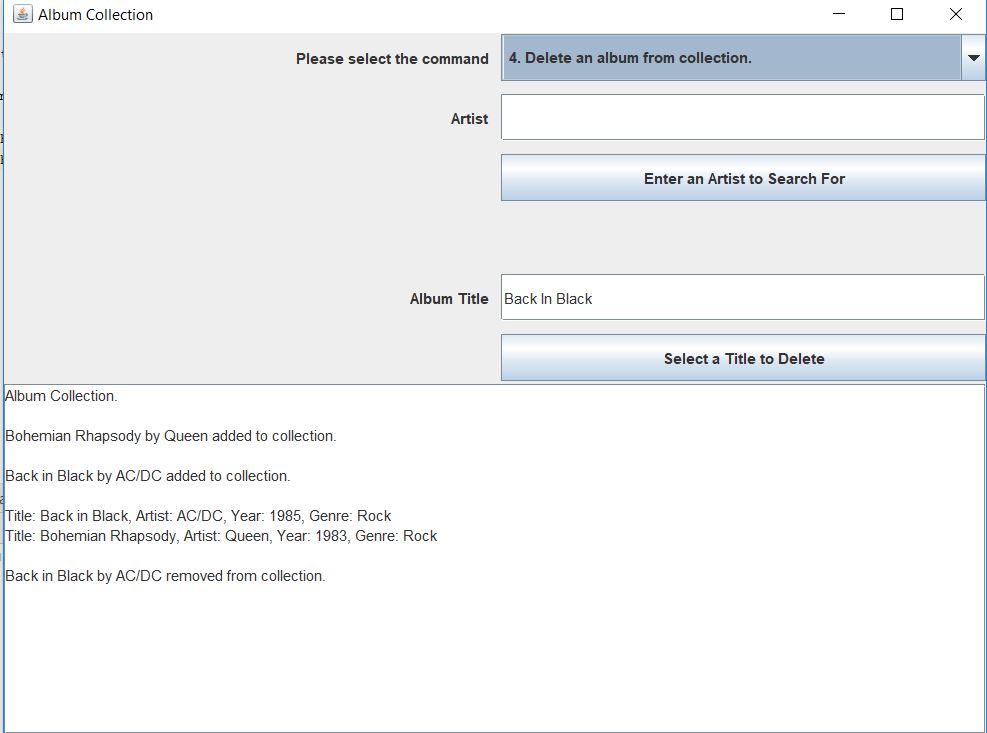 Album Collection
Please select the command
4. Delete an album from collection.
Artist
Enter an Artist to Search For
Album Title
Back In Black
Select a Title to Delete
Album Collection.
Bohemian Rhapsody by Queen added to collection.
Back in Black by AC/DC added to collection.
Title: Back in Black, Artist: AC/DC, Year: 1985, Genre: Rock
Title: Bohemian Rhapsody, Artist: Queen, Year: 1983, Genre: Rock
Back in Black by AC/DC removed from collection.